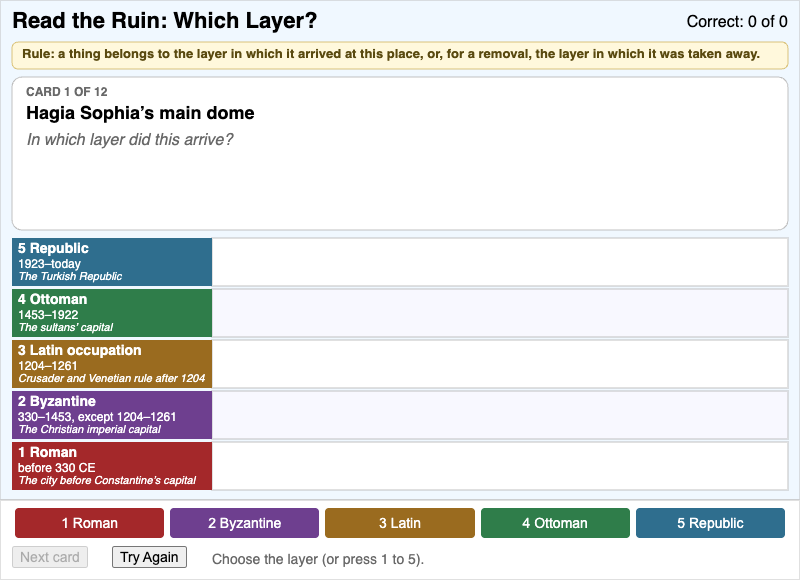 Read the Ruin: Which Layer?
Correct: 0 of 0
Rule: a thing belongs to the layer in which it arrived at this place, or, for a removal, the layer in which it was taken away.
CARD 1 OF 12
Hagia Sophia’s main dome
In which layer did this arrive?
5 Republic
1923–today
The Turkish Republic
4 Ottoman
1453–1922
The sultans’ capital
3 Latin occupation
1204–1261
Crusader and Venetian rule after 1204
2 Byzantine
330–1453, except 1204–1261
The Christian imperial capital
1 Roman
before 330 CE
The city before Constantine’s capital
1 Roman
2 Byzantine
3 Latin
4 Ottoman
5 Republic
Next card
Try Again
Choose the layer (or press 1 to 5).